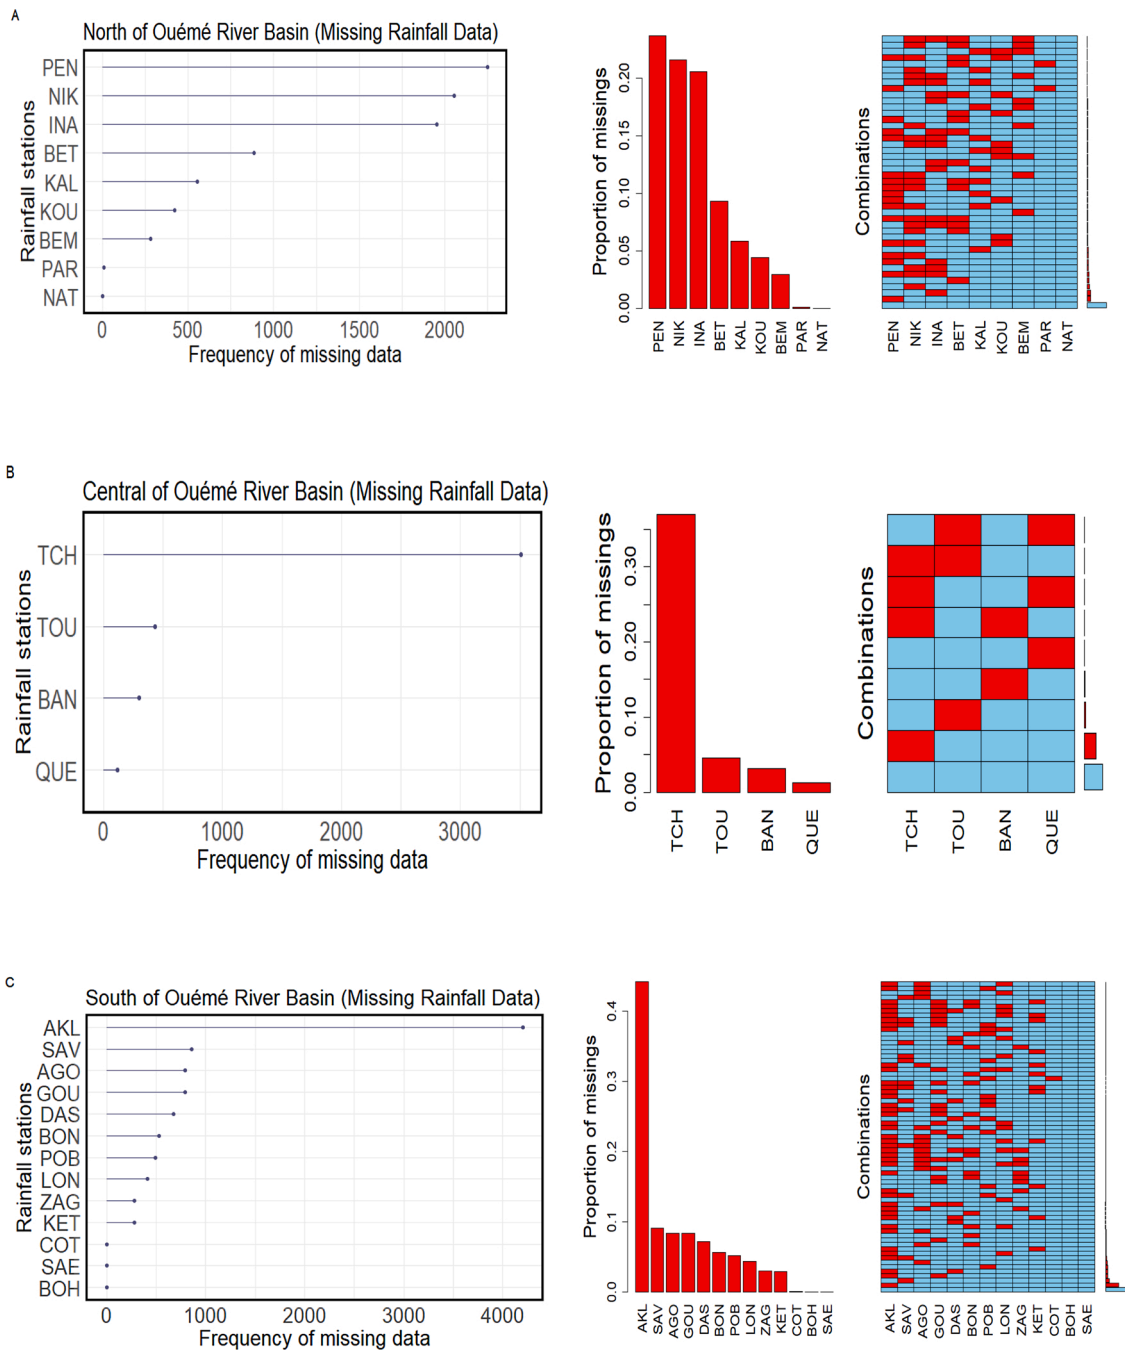 A
North of Ouémé River Basin (Missing Rainfall Data)
Rainfall stations
PEN
NIK
INA
BET
KAL
KOU
BEM
PAR
NAT
0 500 1000 1500 2000
Frequency of missing data
Proportion of missings
0.20
0.15
0.10
0.05
0.00
PEN NIK INA BET KAL KOU BEM PAR NAT
Combinations
PEN NIK INA BET KAL KOU BEM PAR NAT
B
Central of Ouémé River Basin (Missing Rainfall Data)
Rainfall stations
TCH
TOU
BAN
QUE
0 1000 2000 3000
Frequency of missing data
Proportion of missings
0.30
0.20
0.10
0.00
TCH TOU BAN QUE
Combinations
TCH TOU BAN QUE
C
South of Ouémé River Basin (Missing Rainfall Data)
Rainfall stations
AKL
SAV
AGO
GOU
DAS
BON
POB
LON
ZAG
KET
COT
SAE
BOH
0 1000 2000 3000 4000
Frequency of missing data
Proportion of missings
0.4
0.3
0.2
0.1
0.0
AKL SAV AGO GOU DAS BON POB LON ZAG KET COT BOH SAE
Combinations
AKL SAV AGO GOU DAS BON POB LON ZAG KET COT BOH SAE